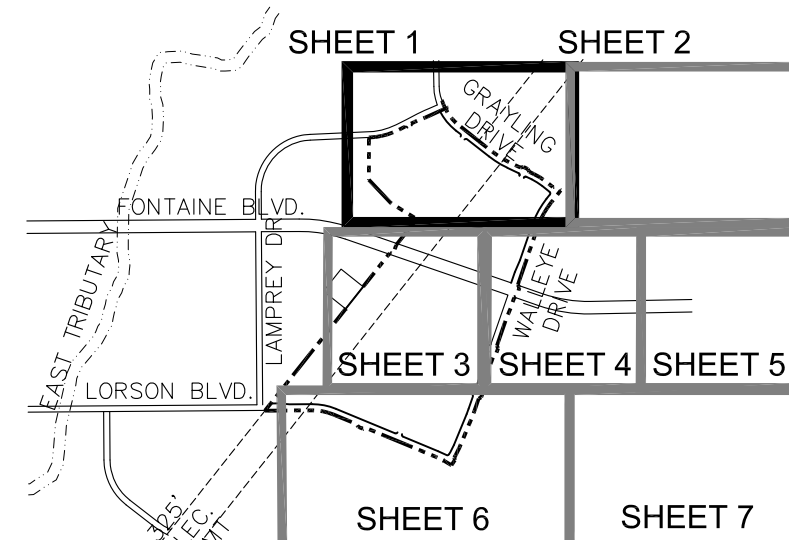 SHEET 1
SHEET 2
GRAYLING
DRIVE
FONTAINE BLVD.
EAST TRIBUTARY
LAMPREY DR
WALLEYE
DRIVE
SHEET 3
SHEET 4
SHEET 5
LORSON BLVD.
325'
SHEET 6
SHEET 7